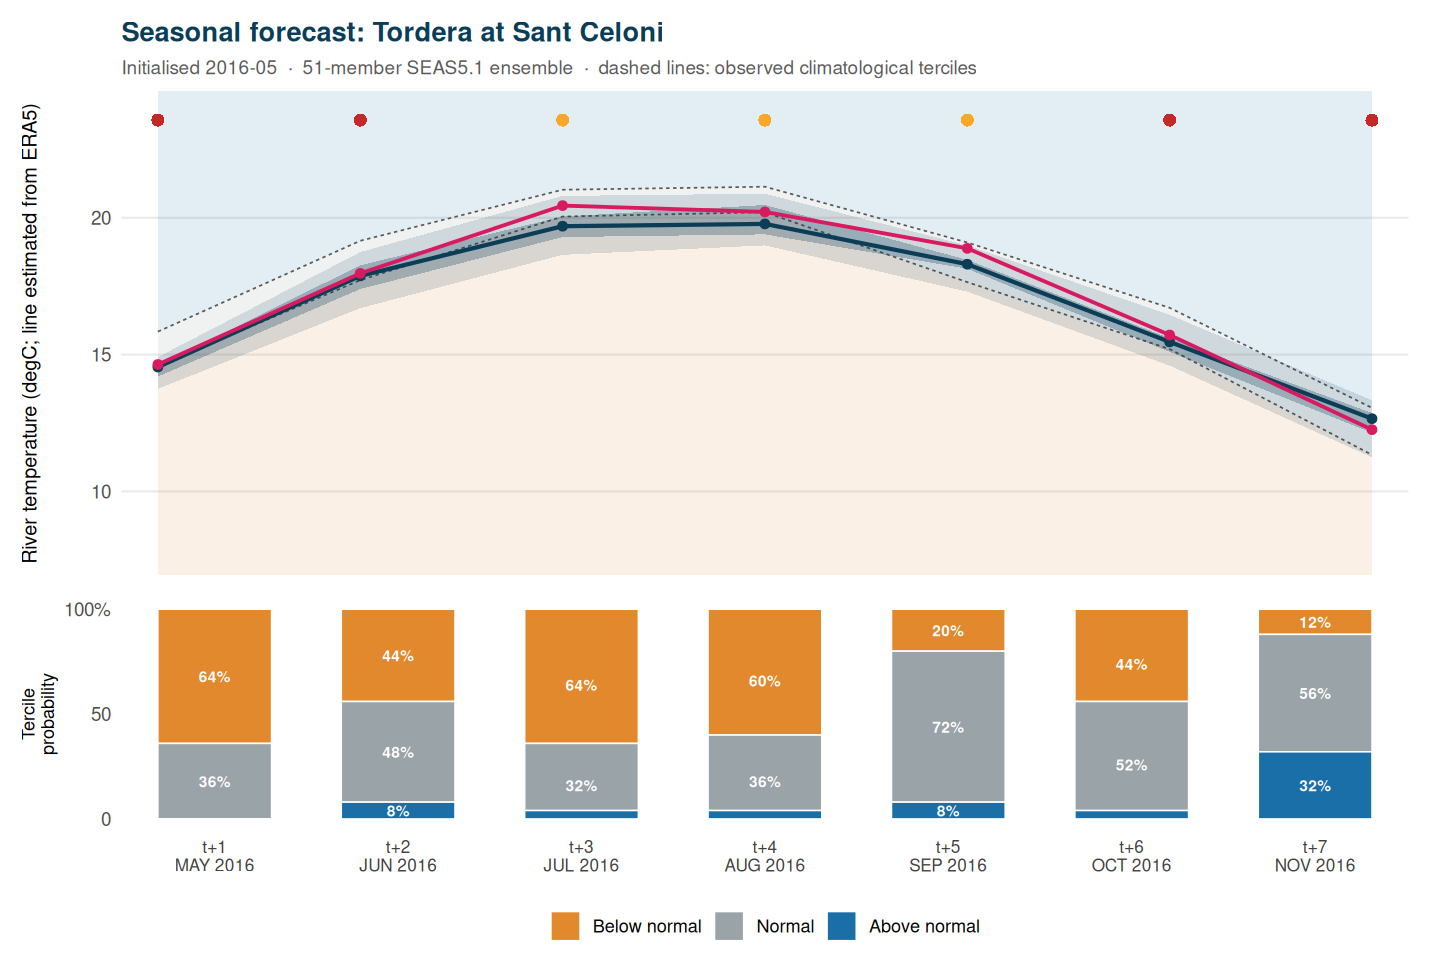 Seasonal forecast: Tordera at Sant Celoni
Initialised 2016-05 · 51-member SEAS5.1 ensemble · dashed lines: observed climatological terciles
River temperature (degC; line estimated from ERA5)
20
15
10
Tercile
probability
100%
50
0
64%
36%
44%
48%
8%
64%
32%
60%
36%
20%
72%
8%
44%
52%
12%
56%
32%
t+1
MAY 2016
t+2
JUN 2016
t+3
JUL 2016
t+4
AUG 2016
t+5
SEP 2016
t+6
OCT 2016
t+7
NOV 2016
Below normal
Normal
Above normal